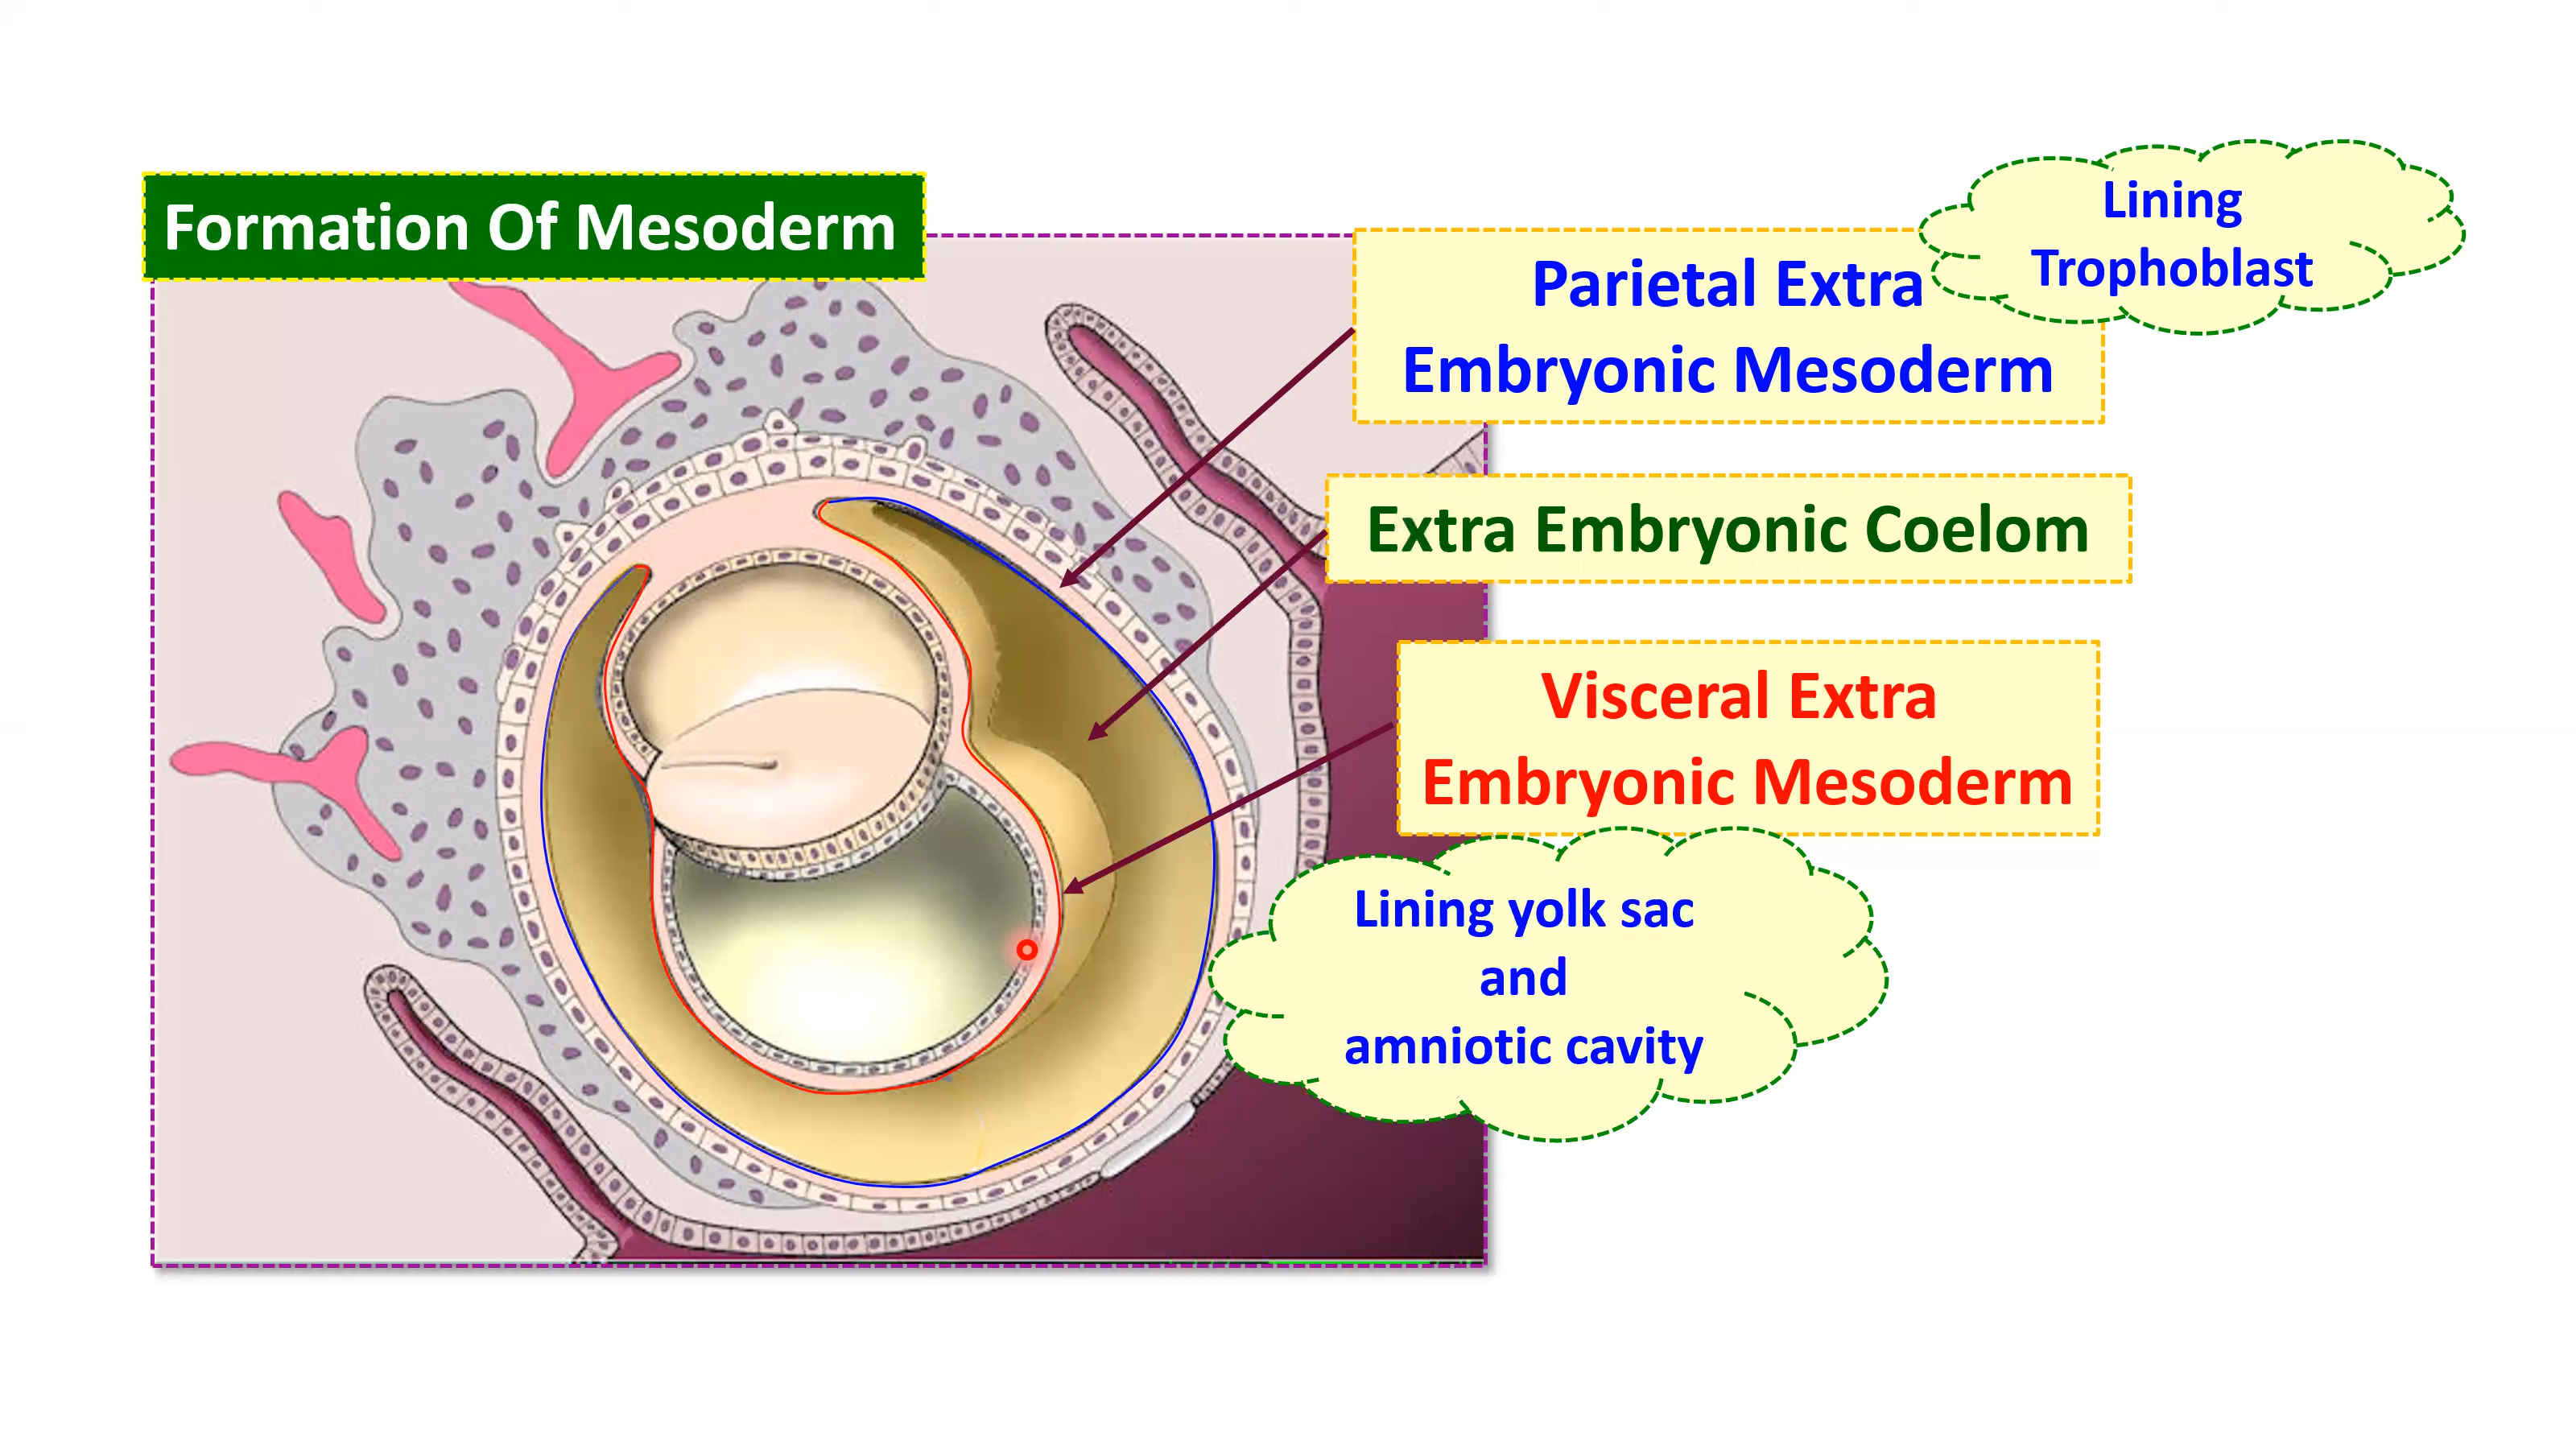 Formation Of Mesoderm
Lining
Trophoblast
Parietal Extra
Embryonic Mesoderm
Extra Embryonic Coelom
Visceral Extra
Embryonic Mesoderm
Lining yolk sac
and
amniotic cavity